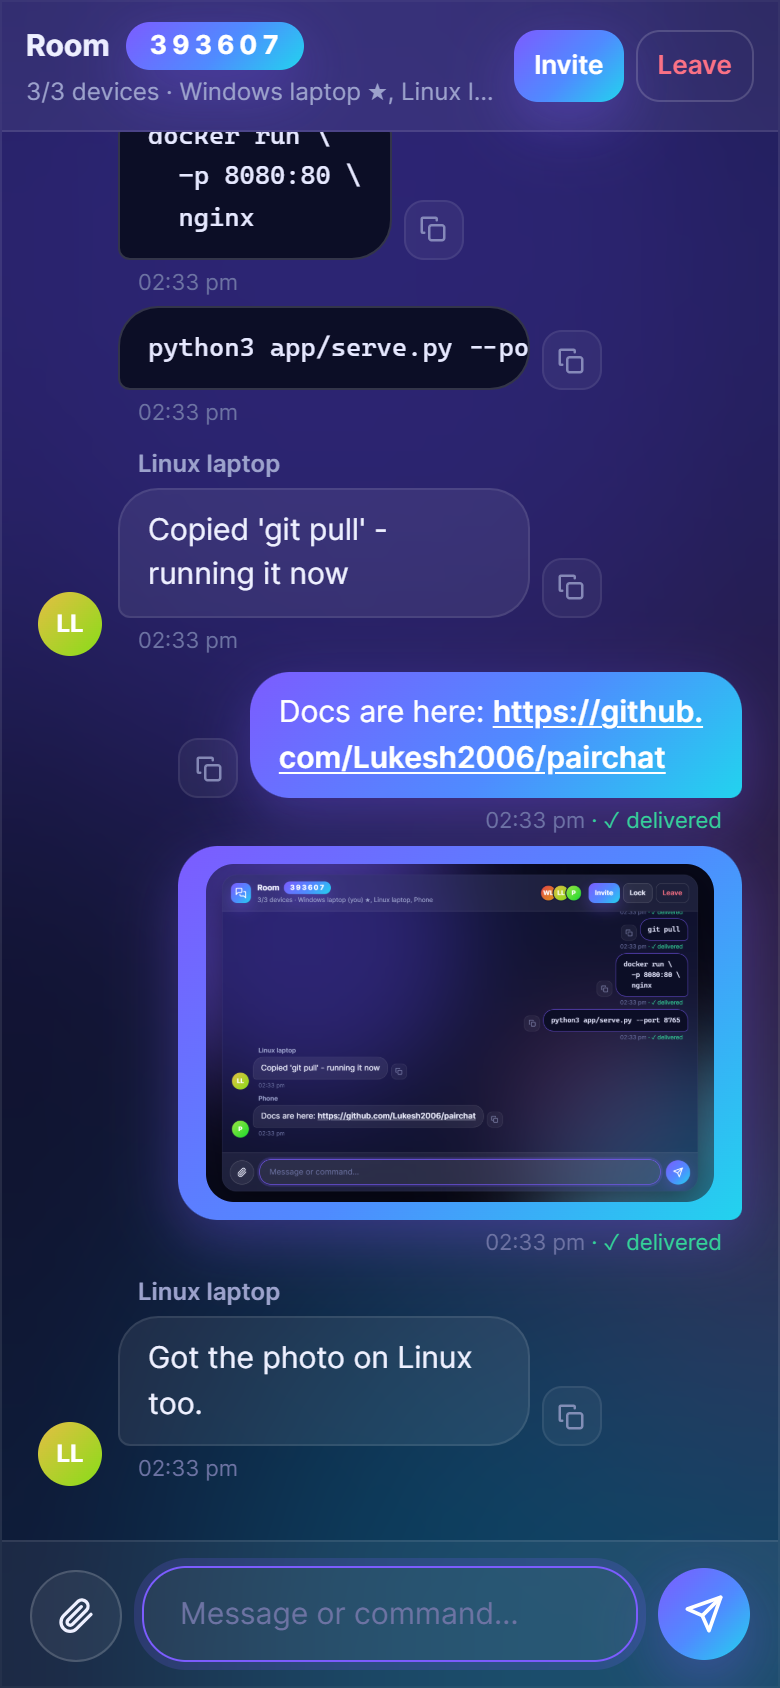 Room 393607
Invite
Leave
3/3 devices · Windows laptop ★, Linux l...
docker run \
-p 8080:80 \
nginx
02:33 pm
python3 app/serve.py --po
02:33 pm
Linux laptop
Copied 'git pull' -
running it now
LL
02:33 pm
Docs are here: https://github.
com/Lukesh2006/pairchat
02:33 pm · ✓ delivered
Room 393607
3/3 devices · Windows laptop (you) ★, Linux laptop, Phone
LL P
Invite Lock Leave
02:33 pm · ✓ delivered
git pull
02:33 pm · ✓ delivered
docker run \
-p 8080:80 \
nginx
02:33 pm · ✓ delivered
python3 app/serve.py --port 8765
02:33 pm · ✓ delivered
Linux laptop
Copied 'git pull' - running it now
LL
02:33 pm
Phone
Docs are here: https://github.com/Lukesh2006/pairchat
P
02:33 pm
Message or command...
02:33 pm · ✓ delivered
Linux laptop
Got the photo on Linux
too.
LL
02:33 pm
Message or command...